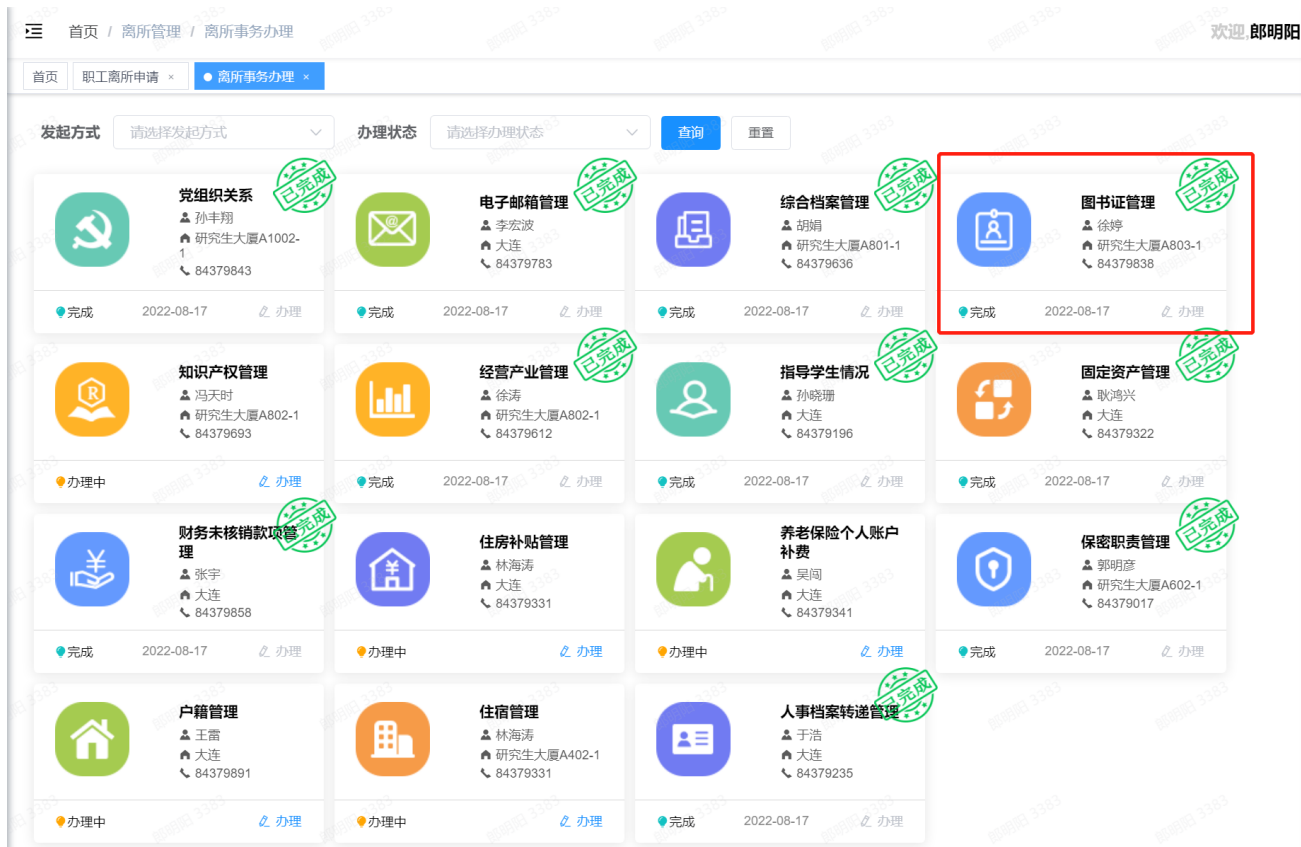 首页 / 离所管理 / 离所事务办理
欢迎,郎明阳
首页
职工离所申请 ×
离所事务办理 ×
发起方式
请选择发起方式
办理状态
请选择办理状态
查询
重置
党组织关系
孙丰翔
研究生大厦A1002-
1
84379843
已完成
完成
2022-08-17
办理
电子邮箱管理
李宏波
大连
84379783
已完成
完成
2022-08-17
办理
综合档案管理
胡娟
研究生大厦A801-1
84379636
已完成
完成
2022-08-17
办理
图书证管理
徐婷
研究生大厦A803-1
84379838
已完成
完成
2022-08-17
办理
知识产权管理
冯天时
研究生大厦A802-1
84379693
办理中
办理
经营产业管理
徐涛
研究生大厦A802-1
84379612
已完成
完成
2022-08-17
办理
指导学生情况
孙晓珊
大连
84379196
已完成
完成
2022-08-17
办理
固定资产管理
耿鸿兴
大连
84379322
已完成
完成
2022-08-17
办理
财务未核销款项管
理
张宇
大连
84379858
已完成
完成
2022-08-17
办理
住房补贴管理
林海涛
大连
84379331
办理中
办理
养老保险个人账户
补费
吴闯
大连
84379341
办理中
办理
保密职责管理
郭明彦
研究生大厦A602-1
84379017
已完成
完成
2022-08-17
办理
户籍管理
王雷
大连
84379891
办理中
办理
住宿管理
林海涛
研究生大厦A402-1
84379331
办理中
办理
人事档案转递管理
于浩
大连
84379235
已完成
完成
2022-08-17
办理